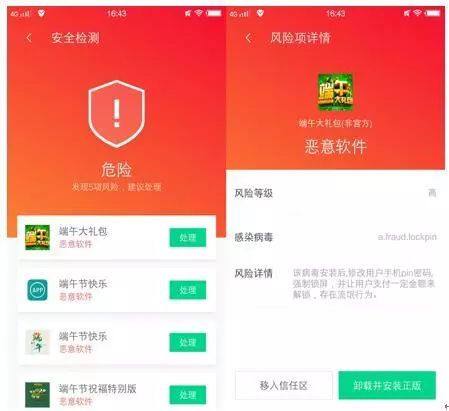 4G
16:43
安全检测
危险
发现5项风险，建议处理
端午大礼包
恶意软件
处理
APP
端午节快乐
恶意软件
处理
端午
端午节快乐
恶意软件
处理
端午节祝福特别版
恶意软件
处理
4G
16:43
风险项详情
端午
大礼包
端午大礼包(非官方)
恶意软件
风险等级
高
感染病毒
a.fraud.lockpin
风险详情
该病毒安装后,修改用户手机pin密码,
强制锁屏，并让用户支付一定金额来
解锁，存在流氓行为。
移入信任区
卸载并安装正版